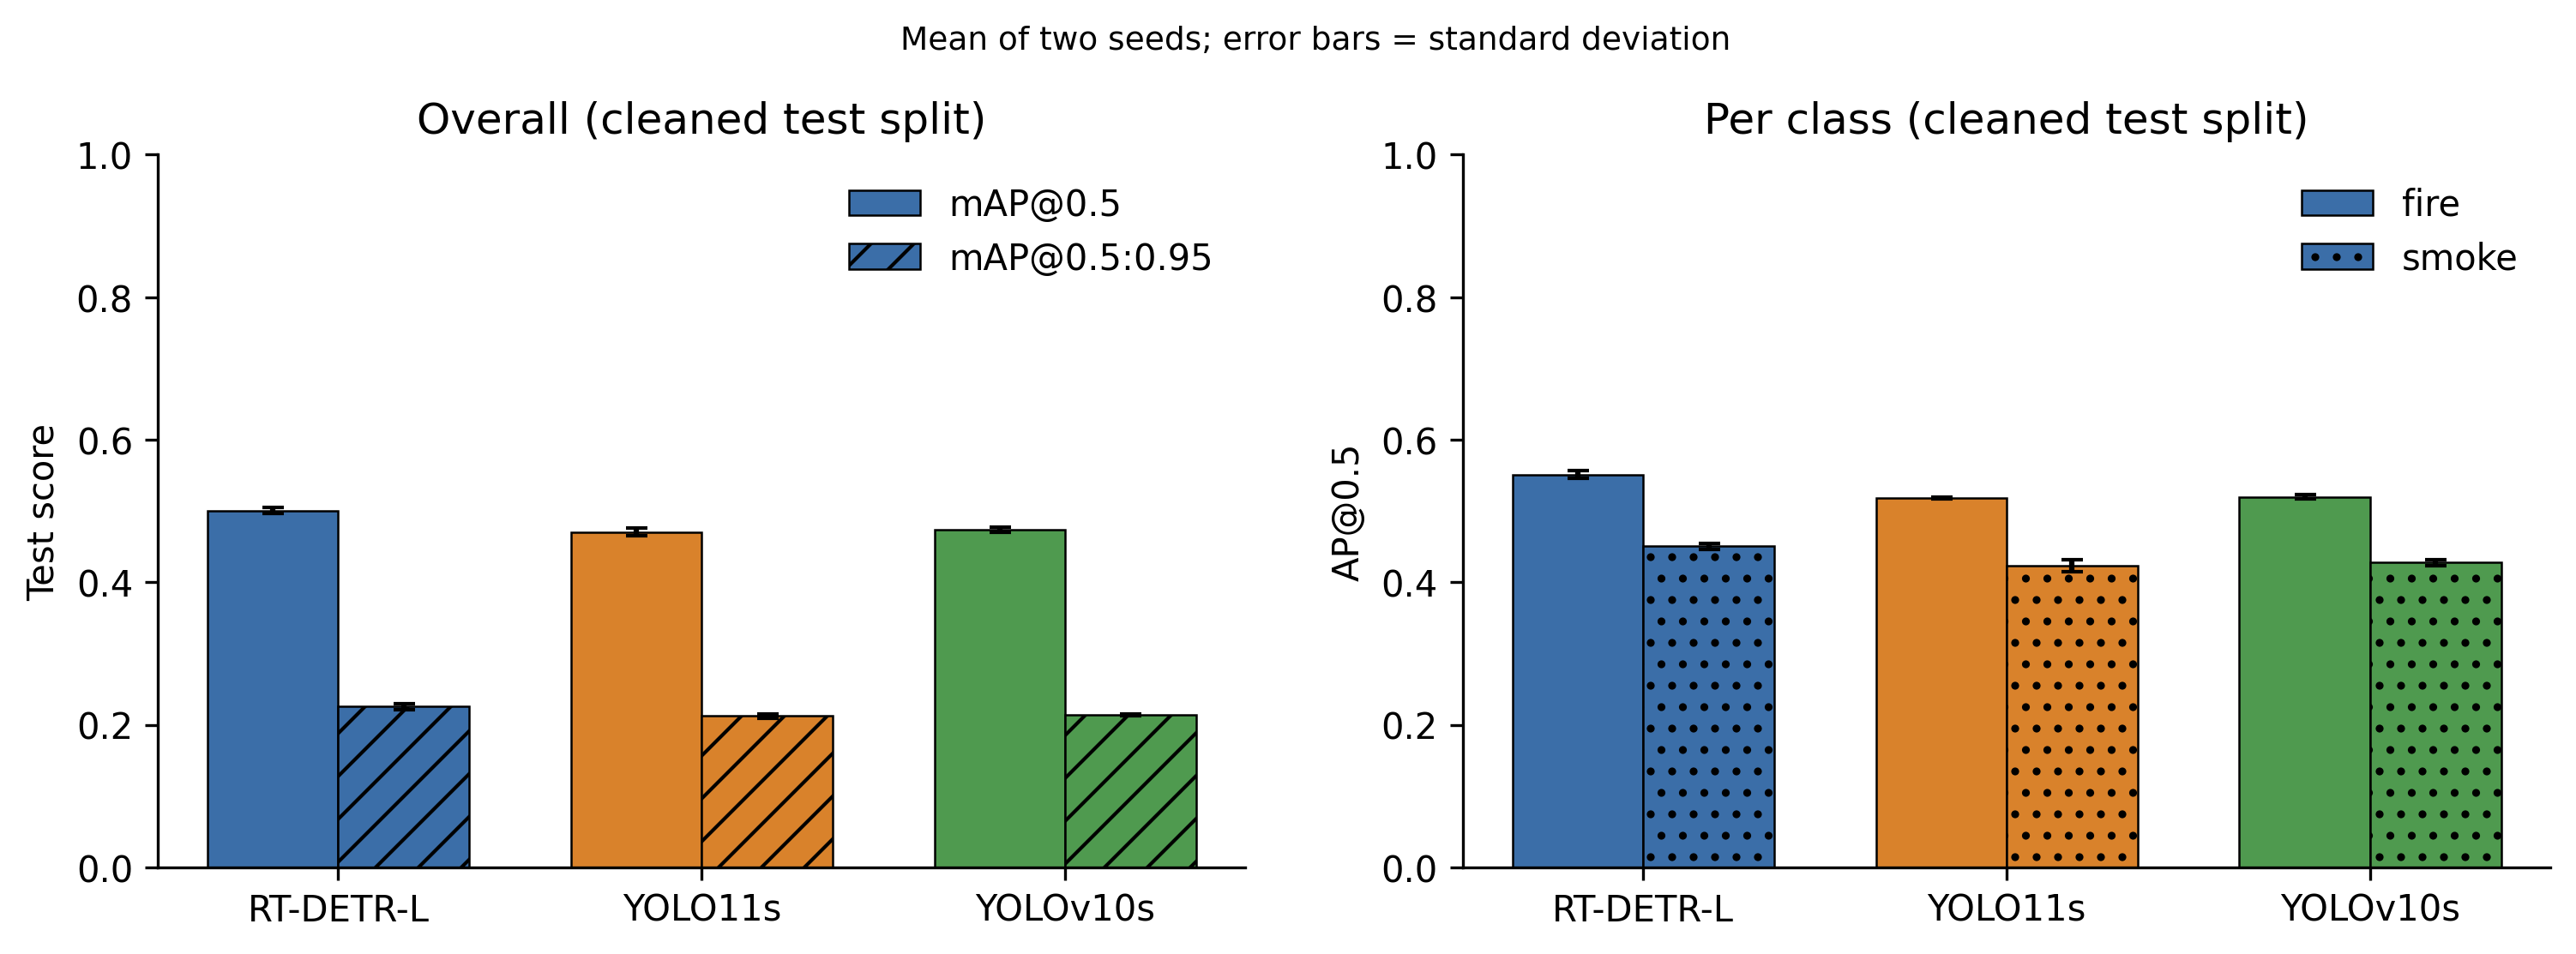 Mean of two seeds; error bars = standard deviation
Overall (cleaned test split)
1.0
0.8
0.6
0.4
0.2
0.0
Test score
mAP@0.5
mAP@0.5:0.95
RT-DETR-L
YOLO11s
YOLOv10s
Per class (cleaned test split)
1.0
0.8
0.6
0.4
0.2
0.0
AP@0.5
fire
smoke
RT-DETR-L
YOLO11s
YOLOv10s